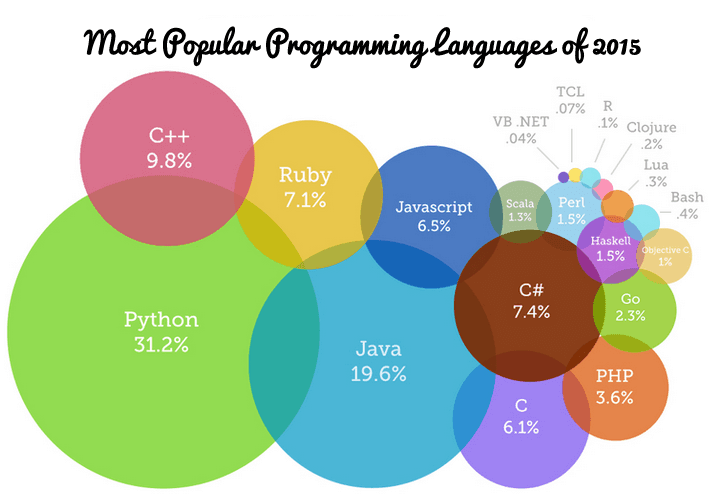 Most Popular Programming Languages of 2015
C++
9.8%
Ruby
7.1%
Javascript
6.5%
Scala
1.3%
Perl
1.5%
VB .NET
.04%
TCL
.07%
R
.1%
Clojure
.2%
Lua
.3%
Bash
.4%
Haskell
1.5%
Objective C
1%
Python
31.2%
Java
19.6%
C#
7.4%
Go
2.3%
C
6.1%
PHP
3.6%